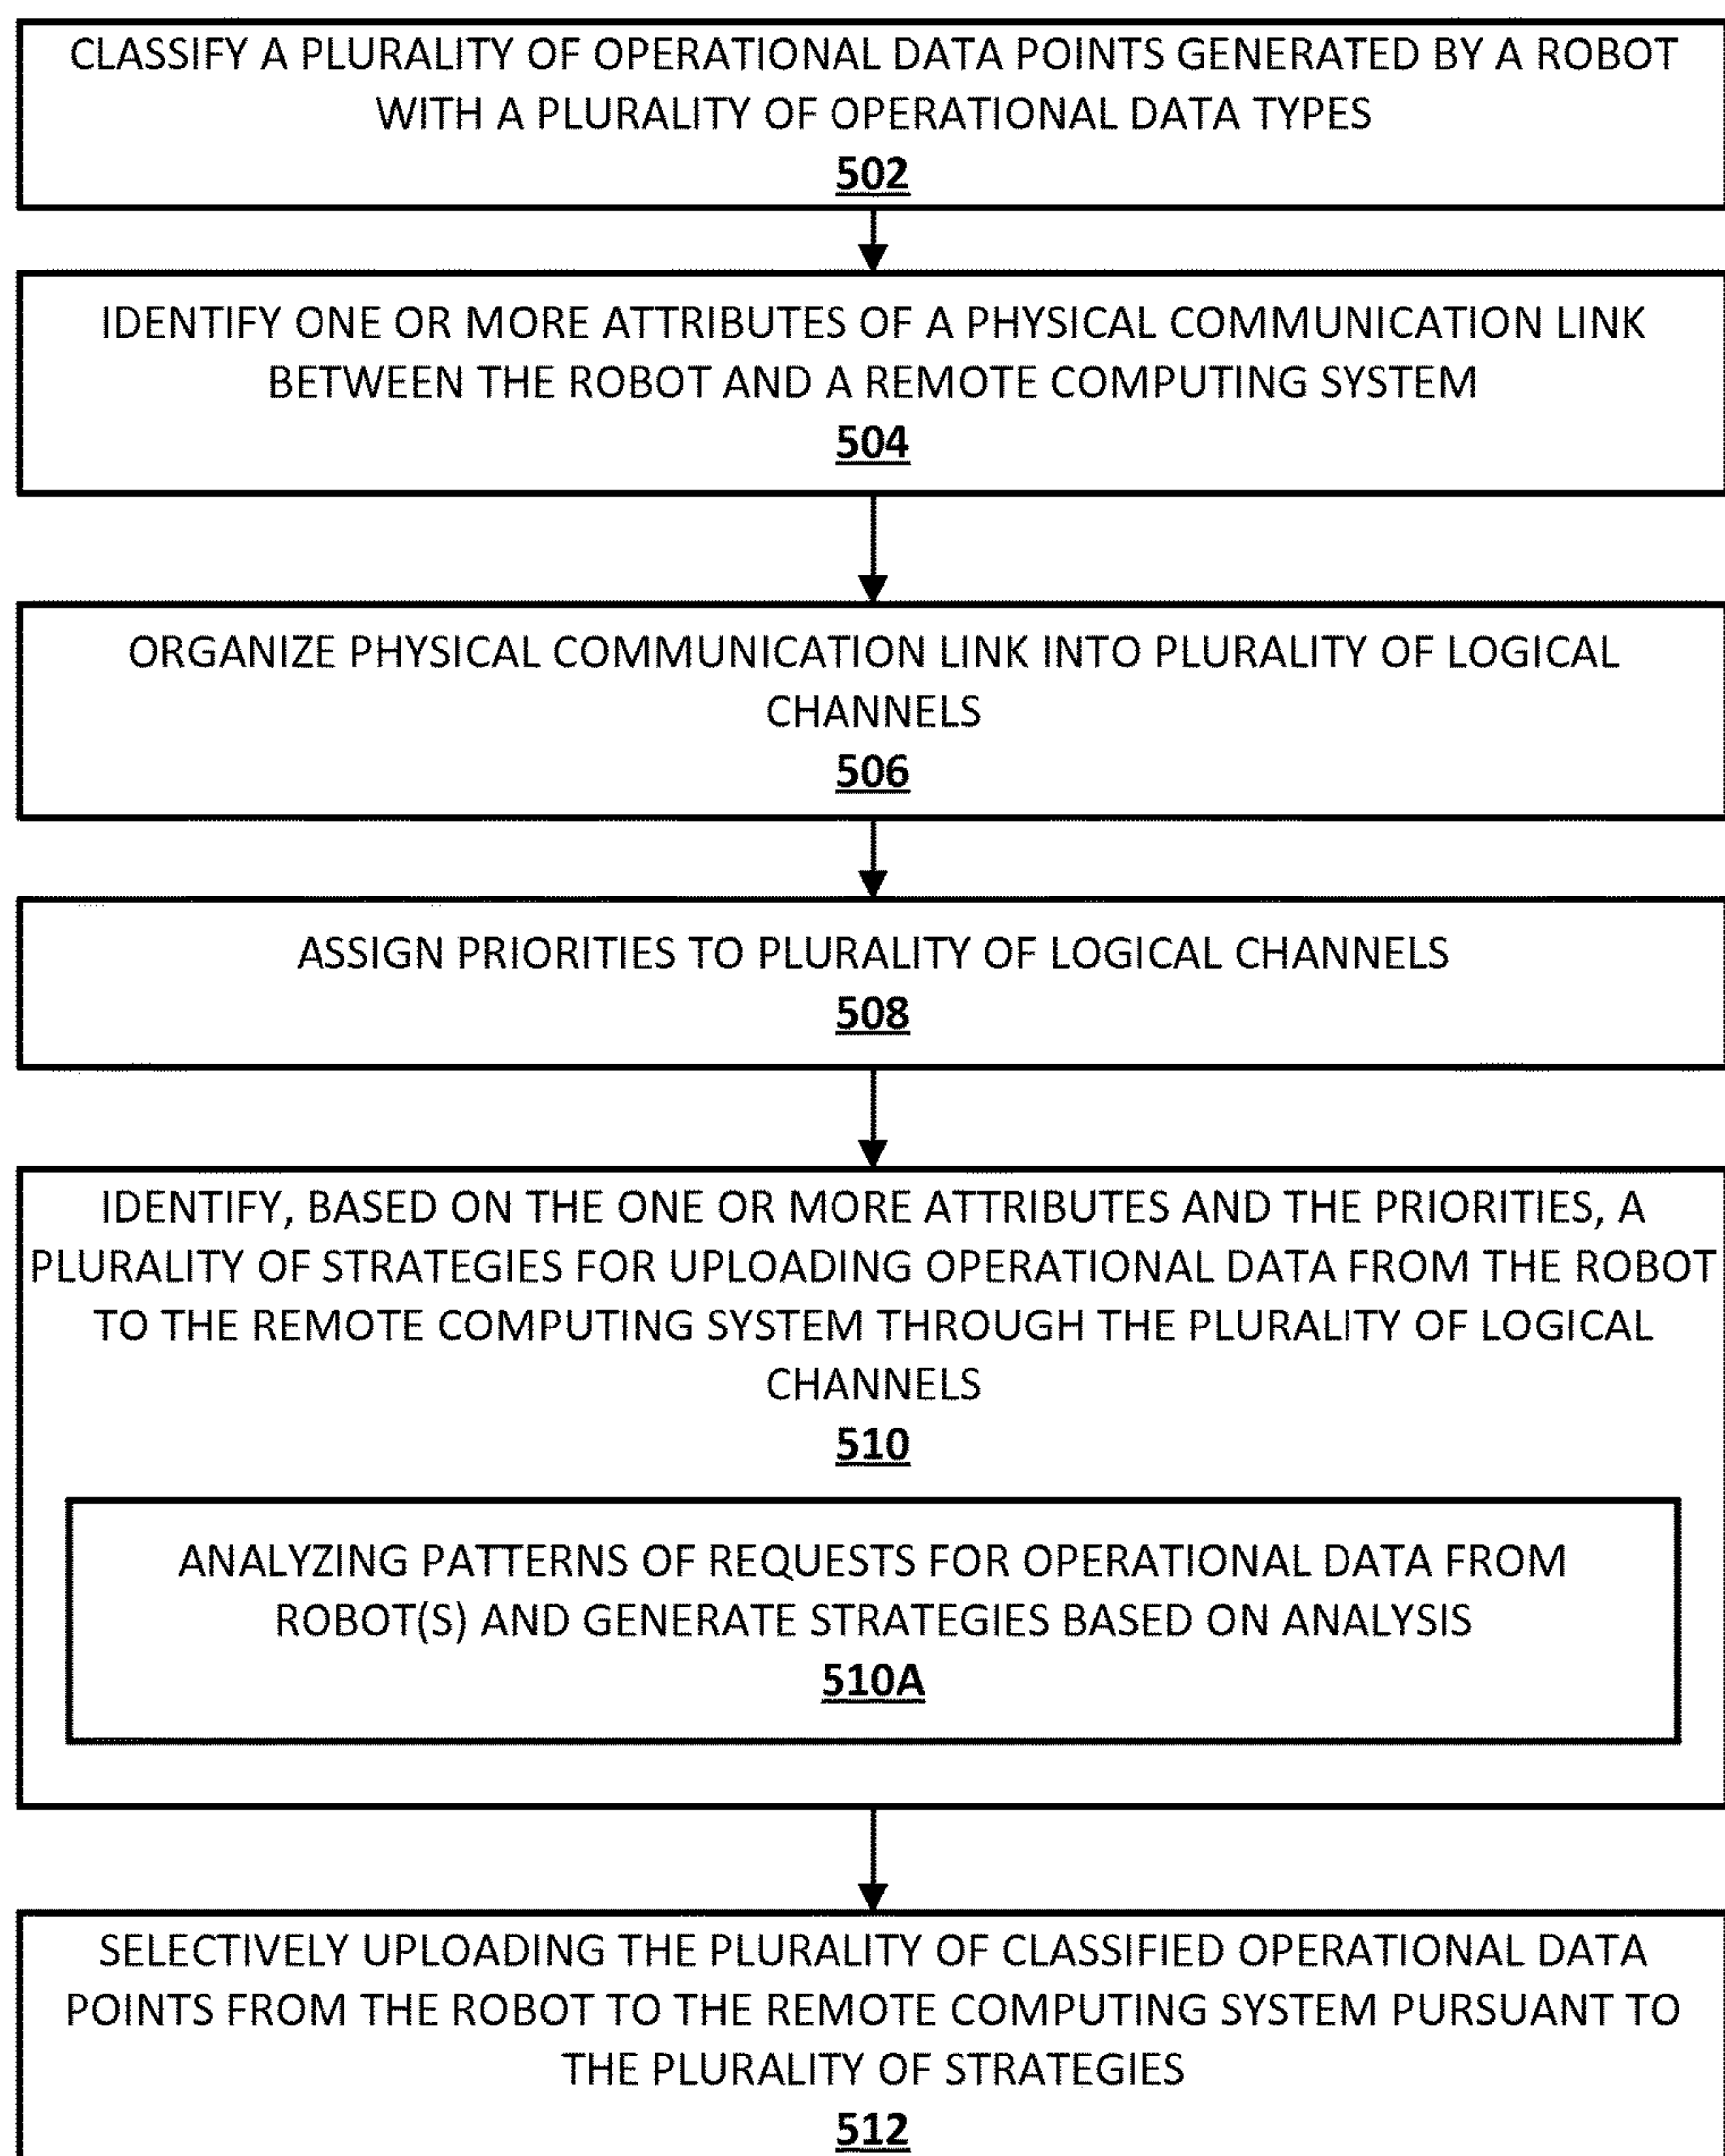 CLASSIFY A PLURALITY OF OPERATIONAL DATA POINTS GENERATED BY A ROBOT
WITH A PLURALITY OF OPERATIONAL DATA TYPES
502
IDENTIFY ONE OR MORE ATTRIBUTES OF A PHYSICAL COMMUNICATION LINK
BETWEEN THE ROBOT AND A REMOTE COMPUTING SYSTEM
504
ORGANIZE PHYSICAL COMMUNICATION LINK INTO PLURALITY OF LOGICAL
CHANNELS
506
ASSIGN PRIORITIES TO PLURALITY OF LOGICAL CHANNELS
508
IDENTIFY, BASED ON THE ONE OR MORE ATTRIBUTES AND THE PRIORITIES, A
PLURALITY OF STRATEGIES FOR UPLOADING OPERATIONAL DATA FROM THE ROBOT
TO THE REMOTE COMPUTING SYSTEM THROUGH THE PLURALITY OF LOGICAL
CHANNELS
510
ANALYZING PATTERNS OF REQUESTS FOR OPERATIONAL DATA FROM
ROBOT(S) AND GENERATE STRATEGIES BASED ON ANALYSIS
510A
SELECTIVELY UPLOADING THE PLURALITY OF CLASSIFIED OPERATIONAL DATA
POINTS FROM THE ROBOT TO THE REMOTE COMPUTING SYSTEM PURSUANT TO
THE PLURALITY OF STRATEGIES
512